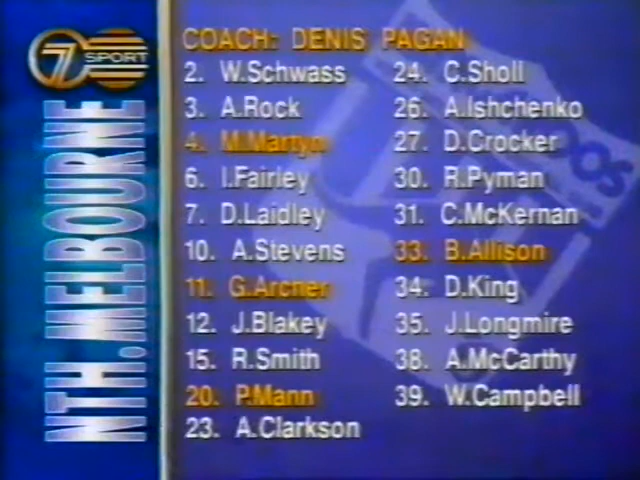 7 SPORT
NTH.MELBOURNE
COACH: DENIS PAGAN
2. W.Schwass
3. A.Rock
4. M.Martyn
6. I.Fairley
7. D.Laidley
10. A.Stevens
11. G.Archer
12. J.Blakey
15. R.Smith
20. P.Mann
23. A.Clarkson
24. C.Sholl
26. A.Ishchenko
27. D.Crocker
30. R.Pyman
31. C.McKernan
33. B.Allison
34. D.King
35. J.Longmire
38. A.McCarthy
39. W.Campbell